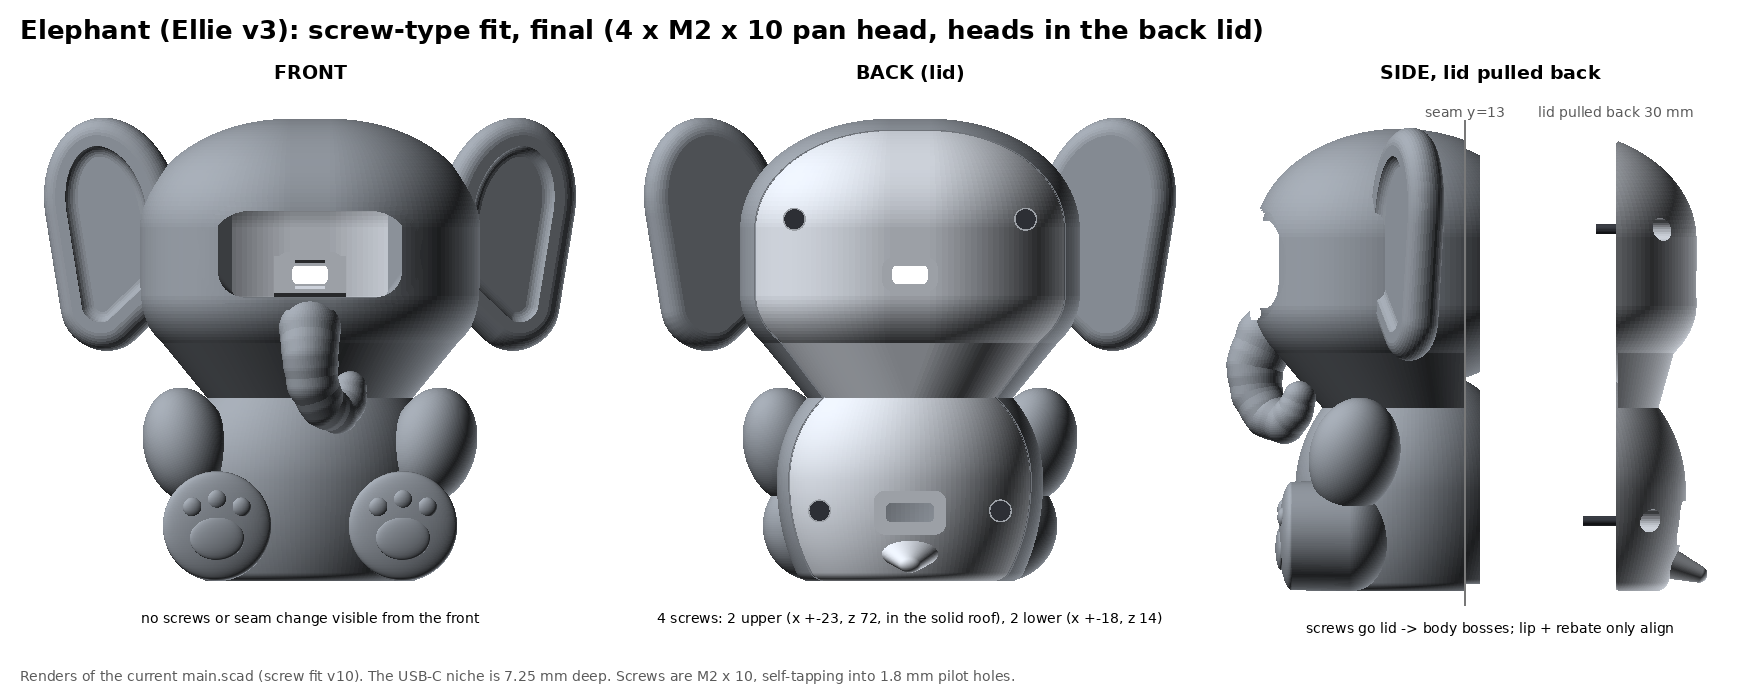 Elephant (Ellie v3): screw-type fit, final (4 x M2 x 10 pan head, heads in the back lid)
FRONT
BACK (lid)
SIDE, lid pulled back
seam y=13
lid pulled back 30 mm
no screws or seam change visible from the front
4 screws: 2 upper (x +-23, z 72, in the solid roof), 2 lower (x +-18, z 14)
screws go lid -> body bosses; lip + rebate only align
Renders of the current main.scad (screw fit v10). The USB-C niche is 7.25 mm deep. Screws are M2 x 10, self-tapping into 1.8 mm pilot holes.